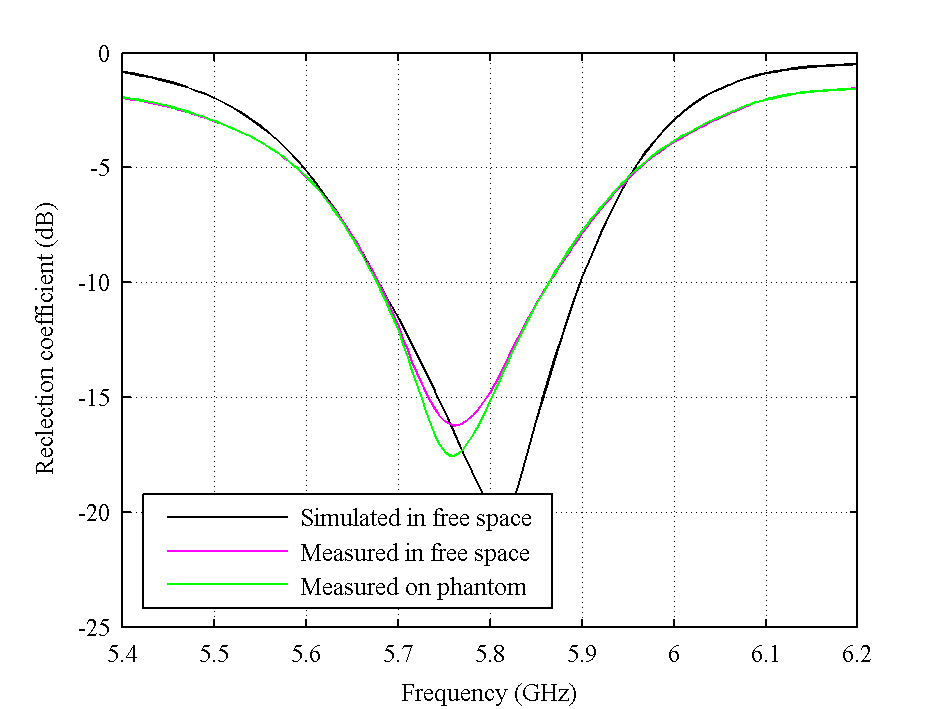 Reclection coefficient (dB)
0
-5
-10
-15
-20
-25
Simulated in free space
Measured in free space
Measured on phantom
5.4 5.5 5.6 5.7 5.8 5.9 6 6.1 6.2
Frequency (GHz)